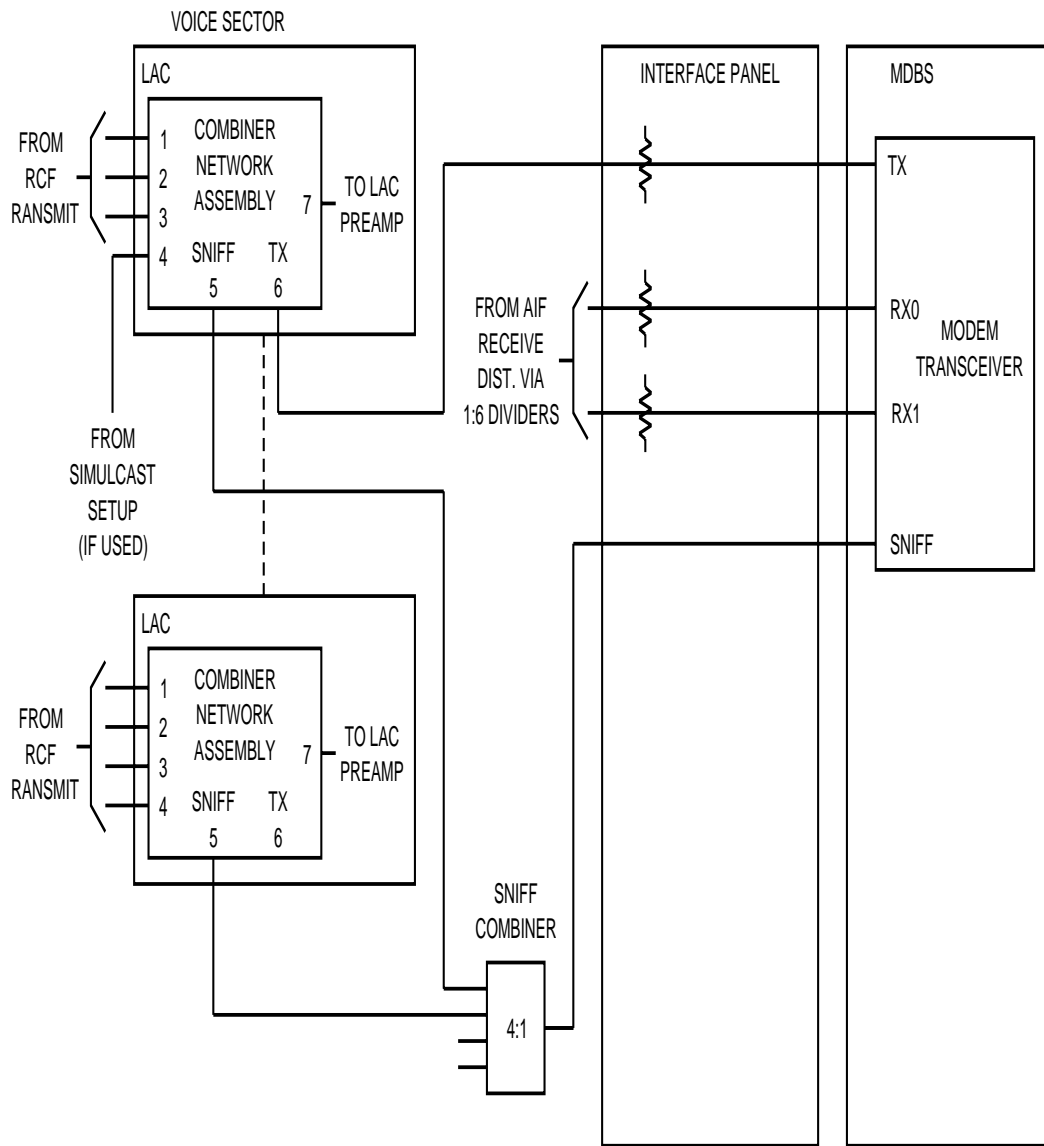 VOICE SECTOR
LAC
FROM
RCF
RANSMIT
1
2
3
4
COMBINER
NETWORK
ASSEMBLY
7
SNIFF
TX
5
6
TO LAC
PREAMP
FROM
SIMULCAST
SETUP
(IF USED)
INTERFACE PANEL
FROM AIF
RECEIVE
DIST. VIA
1:6 DIVIDERS
MDBS
TX
RX0
MODEM
TRANSCEIVER
RX1
SNIFF
LAC
FROM
RCF
RANSMIT
1
2
3
4
COMBINER
NETWORK
ASSEMBLY
7
SNIFF
TX
5
6
TO LAC
PREAMP
SNIFF
COMBINER
4:1